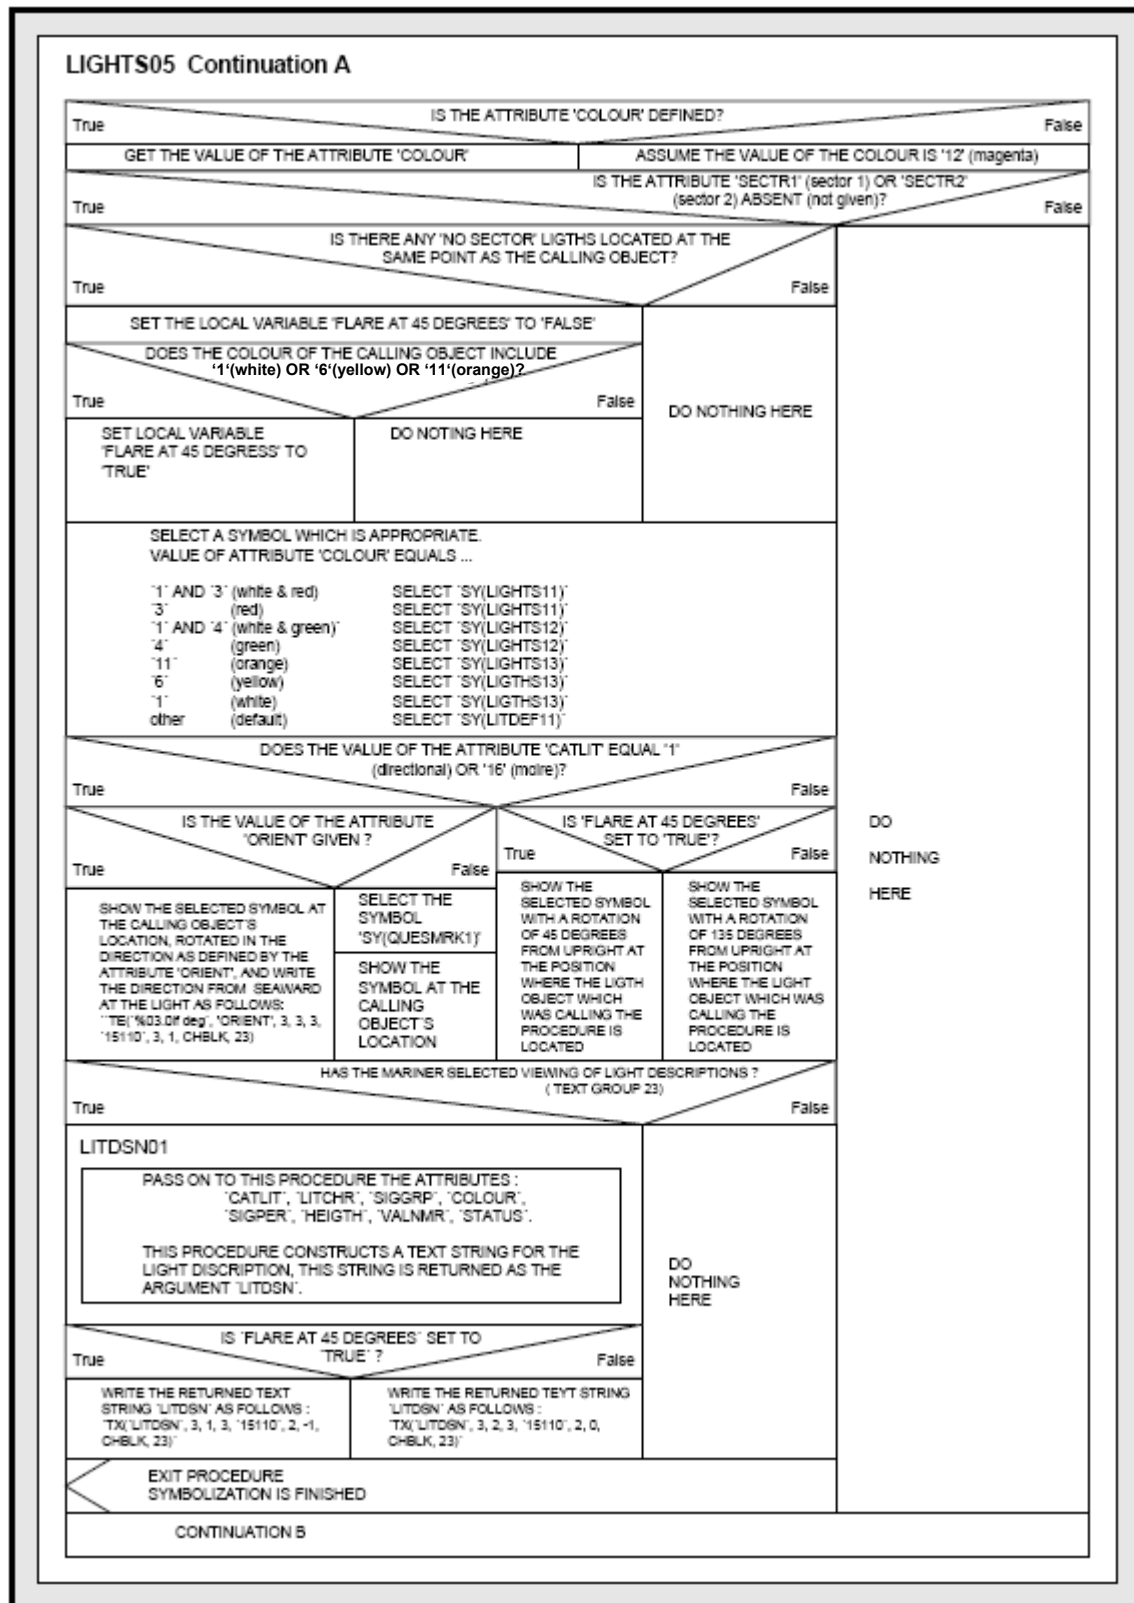 LIGHTS05 Continuation A
IS THE ATTRIBUTE 'COLOUR' DEFINED?
True
False
GET THE VALUE OF THE ATTRIBUTE 'COLOUR'
ASSUME THE VALUE OF THE COLOUR IS '12' (magenta)
IS THE ATTRIBUTE 'SECTR1' (sector 1) OR 'SECTR2'
(sector 2) ABSENT (not given)?
True
False
IS THERE ANY 'NO SECTOR' LIGTHS LOCATED AT THE
SAME POINT AS THE CALLING OBJECT?
True
False
SET THE LOCAL VARIABLE 'FLARE AT 45 DEGREES' TO 'FALSE'
DOES THE COLOUR OF THE CALLING OBJECT INCLUDE
‘1‘(white) OR ‘6‘(yellow) OR ‘11‘(orange)?
True
False
DO NOTHING HERE
SET LOCAL VARIABLE
'FLARE AT 45 DEGRESS' TO
'TRUE'
DO NOTING HERE
SELECT A SYMBOL WHICH IS APPROPRIATE.
VALUE OF ATTRIBUTE 'COLOUR' EQUALS ...
´1´ AND ´3´ (white & red) SELECT ´SY(LIGHTS11)´
´3´ (red) SELECT ´SY(LIGHTS11)´
´1´ AND ´4´ (white & green)´ SELECT ´SY(LIGHTS12)´
´4´ (green) SELECT ´SY(LIGHTS12)´
´11´ (orange) SELECT ´SY(LIGHTS13)´
´6´ (yellow) SELECT ´SY(LIGTHS13)´
´1´ (white) SELECT ´SY(LIGTHS13)´
other (default) SELECT ´SY(LITDEF11)´
DOES THE VALUE OF THE ATTRIBUTE 'CATLIT' EQUAL '1'
(directional) OR '16' (moire)?
True
False
IS THE VALUE OF THE ATTRIBUTE
'ORIENT' GIVEN ?
True
False
IS 'FLARE AT 45 DEGREES'
SET TO 'TRUE'?
True
False
DO
NOTHING
HERE
SHOW THE SELECTED SYMBOL AT
THE CALLING OBJECT´S
LOCATION, ROTATED IN THE
DIRECTION AS DEFINED BY THE
ATTRIBUTE 'ORIENT', AND WRITE
THE DIRECTION FROM SEAWARD
AT THE LIGHT AS FOLLOWS:
´´TE(´%03.0lf deg´, 'ORIENT', 3, 3, 3,
´15110´, 3, 1, CHBLK, 23)
SELECT THE
SYMBOL
'SY(QUESMRK1)'
SHOW THE
SYMBOL AT THE
CALLING
OBJECT´S
LOCATION
SHOW THE
SELECTED SYMBOL
WITH A ROTATION
OF 45 DEGREES
FROM UPRIGHT AT
THE POSITION
WHERE THE LIGTH
OBJECT WHICH
WAS CALLING THE
PROCEDURE IS
LOCATED
SHOW THE
SELECTED SYMBOL
WITH A ROTATION
OF 135 DEGREES
FROM UPRIGHT AT
THE POSITION
WHERE THE LIGHT
OBJECT WHICH WAS
CALLING THE
PROCEDURE IS
LOCATED
HAS THE MARINER SELECTED VIEWING OF LIGHT DESCRIPTIONS ?
( TEXT GROUP 23)
True
False
LITDSN01
PASS ON TO THIS PROCEDURE THE ATTRIBUTES :
´CATLIT´, ´LITCHR´, ´SIGGRP´, ´COLOUR´,
´SIGPER´, ´HEIGTH´, ´VALNMR´, ´STATUS´.
THIS PROCEDURE CONSTRUCTS A TEXT STRING FOR THE
LIGHT DISCRIPTION, THIS STRING IS RETURNED AS THE
ARGUMENT ´LITDSN´.
DO
NOTHING
HERE
IS ´FLARE AT 45 DEGREES´ SET TO
´TRUE´ ?
True
False
WRITE THE RETURNED TEXT
STRING ´LITDSN´ AS FOLLOWS :
´TX(´LITDSN´, 3, 1, 3, ´15110´, 2, -1,
CHBLK, 23)´
WRITE THE RETURNED TEYT STRING
´LITDSN´ AS FOLLOWS :
´TX(´LITDSN´, 3, 2, 3, ´15110´, 2, 0,
CHBLK, 23)´
EXIT PROCEDURE
SYMBOLIZATION IS FINISHED
CONTINUATION B